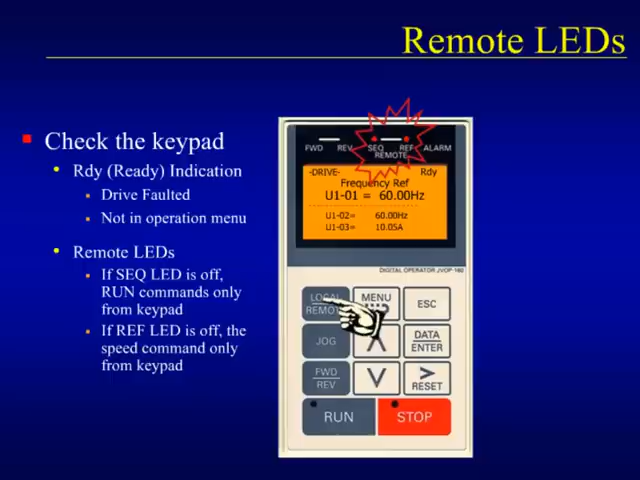 Remote LEDs
Check the keypad
Rdy (Ready) Indication
Drive Faulted
Not in operation menu
Remote LEDs
If SEQ LED is off,
RUN commands only
from keypad
If REF LED is off, the
speed command only
from keypad
FWD REV SEQ REF ALARM
REMOTE
-DRIVE- Rdy
Frequency Ref
U1-01 = 60.00Hz
U1-02= 60.00Hz
U1-03= 10.05A
DIGITAL OPERATOR JVOP-160
LOCAL
REMOTE
MENU
ESC
JOG
DATA
ENTER
FWD
REV
>
RESET
RUN
STOP